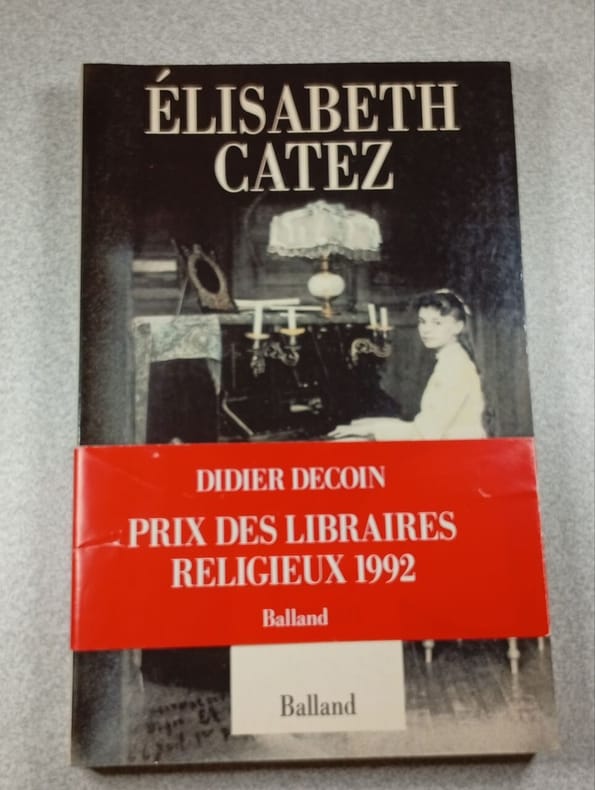 ÉLISABETH
CATEZ
DIDIER DECOIN
PRIX DES LIBRAIRES
RELIGIEUX 1992
Balland
Balland